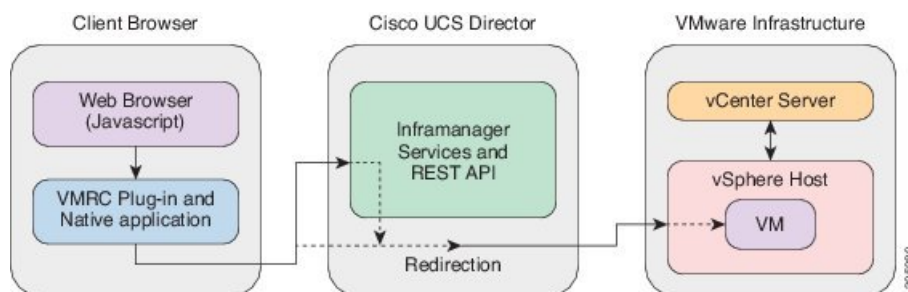 Client Browser
Cisco UCS Director
VMware Infrastructure
Web Browser
(Javascript)
VMRC Plug-in and
Native application
Inframanager
Services and
REST API
Redirection
vCenter Server
vSphere Host
VM